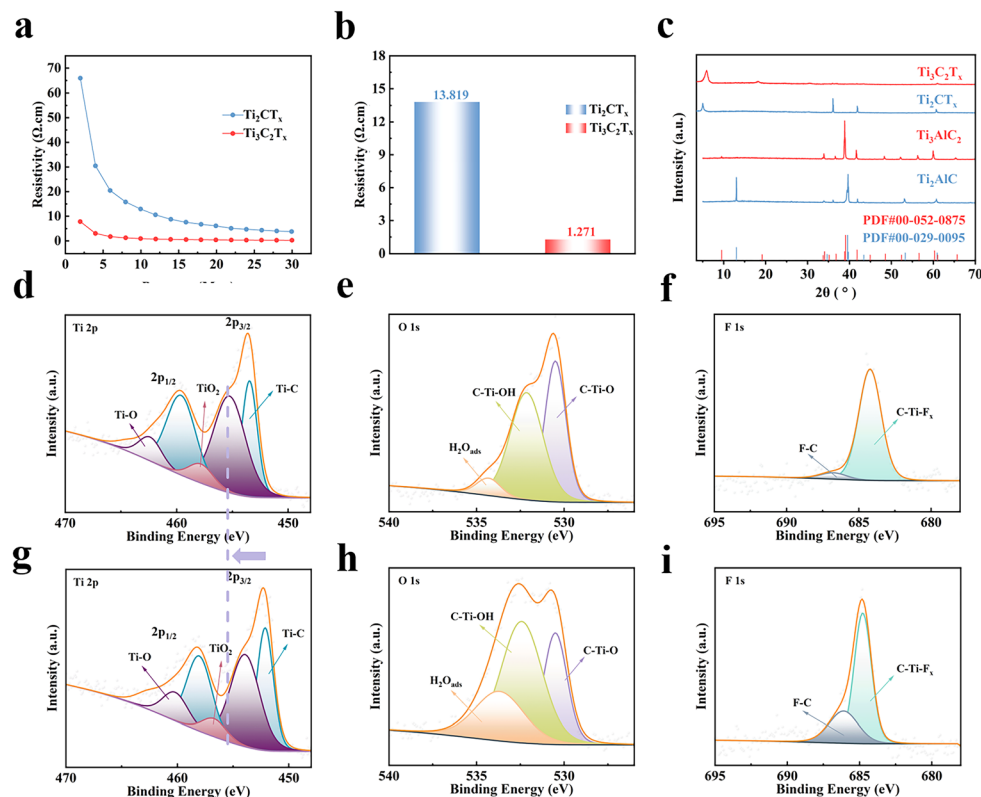 a
Resistivity (Ω.cm)
70
60
50
40
30
20
10
0
0 5 10 15 20 25 30
Ti₂CTₓ
Ti₃C₂Tₓ
b
Resistivity (Ω.cm)
18
15
12
9
6
3
0
13.819
1.271
Ti₂CTₓ
Ti₃C₂Tₓ
c
Intensity (a.u.)
Ti₃C₂Tₓ
Ti₂CTₓ
Ti₃AlC₂
Ti₂AlC
PDF#00-052-0875
PDF#00-029-0095
10 20 30 40 50 60 70
2θ ( ° )
d
Ti 2p
2p₃/₂
2p₁/₂
TiO₂
Ti-C
Ti-O
Intensity (a.u.)
470 460 450
Binding Energy (eV)
e
O 1s
C-Ti-OH
C-Ti-O
H₂Oads
Intensity (a.u.)
540 530
Binding Energy (eV)
f
F 1s
C-Ti-Fₓ
F-C
Intensity (a.u.)
695 690 685 680
Binding Energy (eV)
g
Ti 2p
2p₃/₂
2p₁/₂
TiO₂
Ti-C
Ti-O
Intensity (a.u.)
470 460 450
Binding Energy (eV)
h
O 1s
C-Ti-OH
C-Ti-O
H₂Oads
Intensity (a.u.)
540 530
Binding Energy (eV)
i
F 1s
C-Ti-Fₓ
F-C
Intensity (a.u.)
695 690 685 680
Binding Energy (eV)